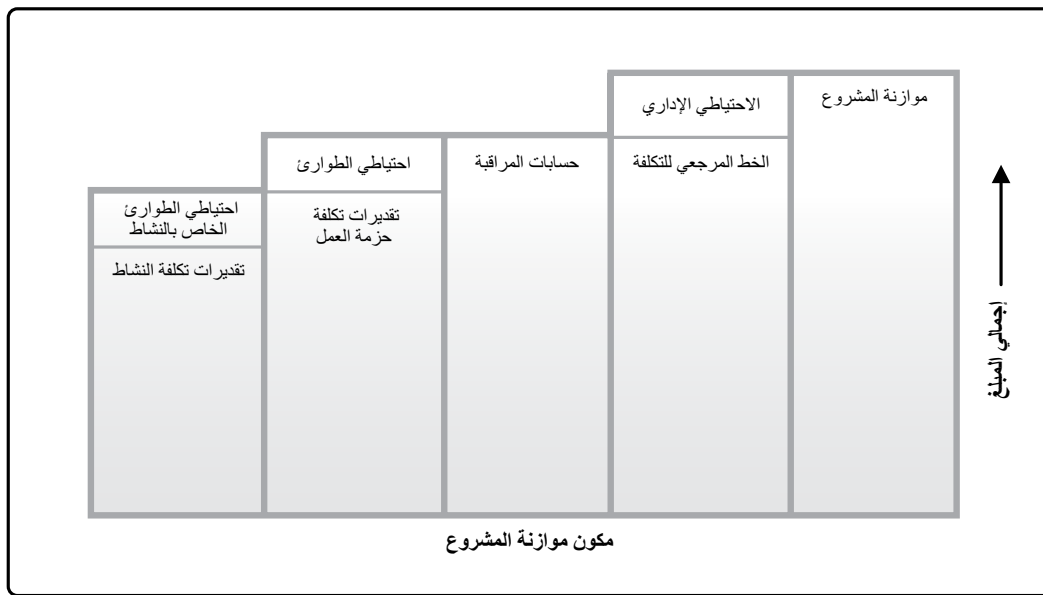 موازنة المشروع
الاحتياطي الإداري
الخط المرجعي للتكلفة
حسابات المراقبة
احتياطي الطوارئ
تقديرات تكلفة
حزمة العمل
احتياطي الطوارئ
الخاص بالنشاط
تقديرات تكلفة النشاط
إجمالي المبلغ
مكون موازنة المشروع